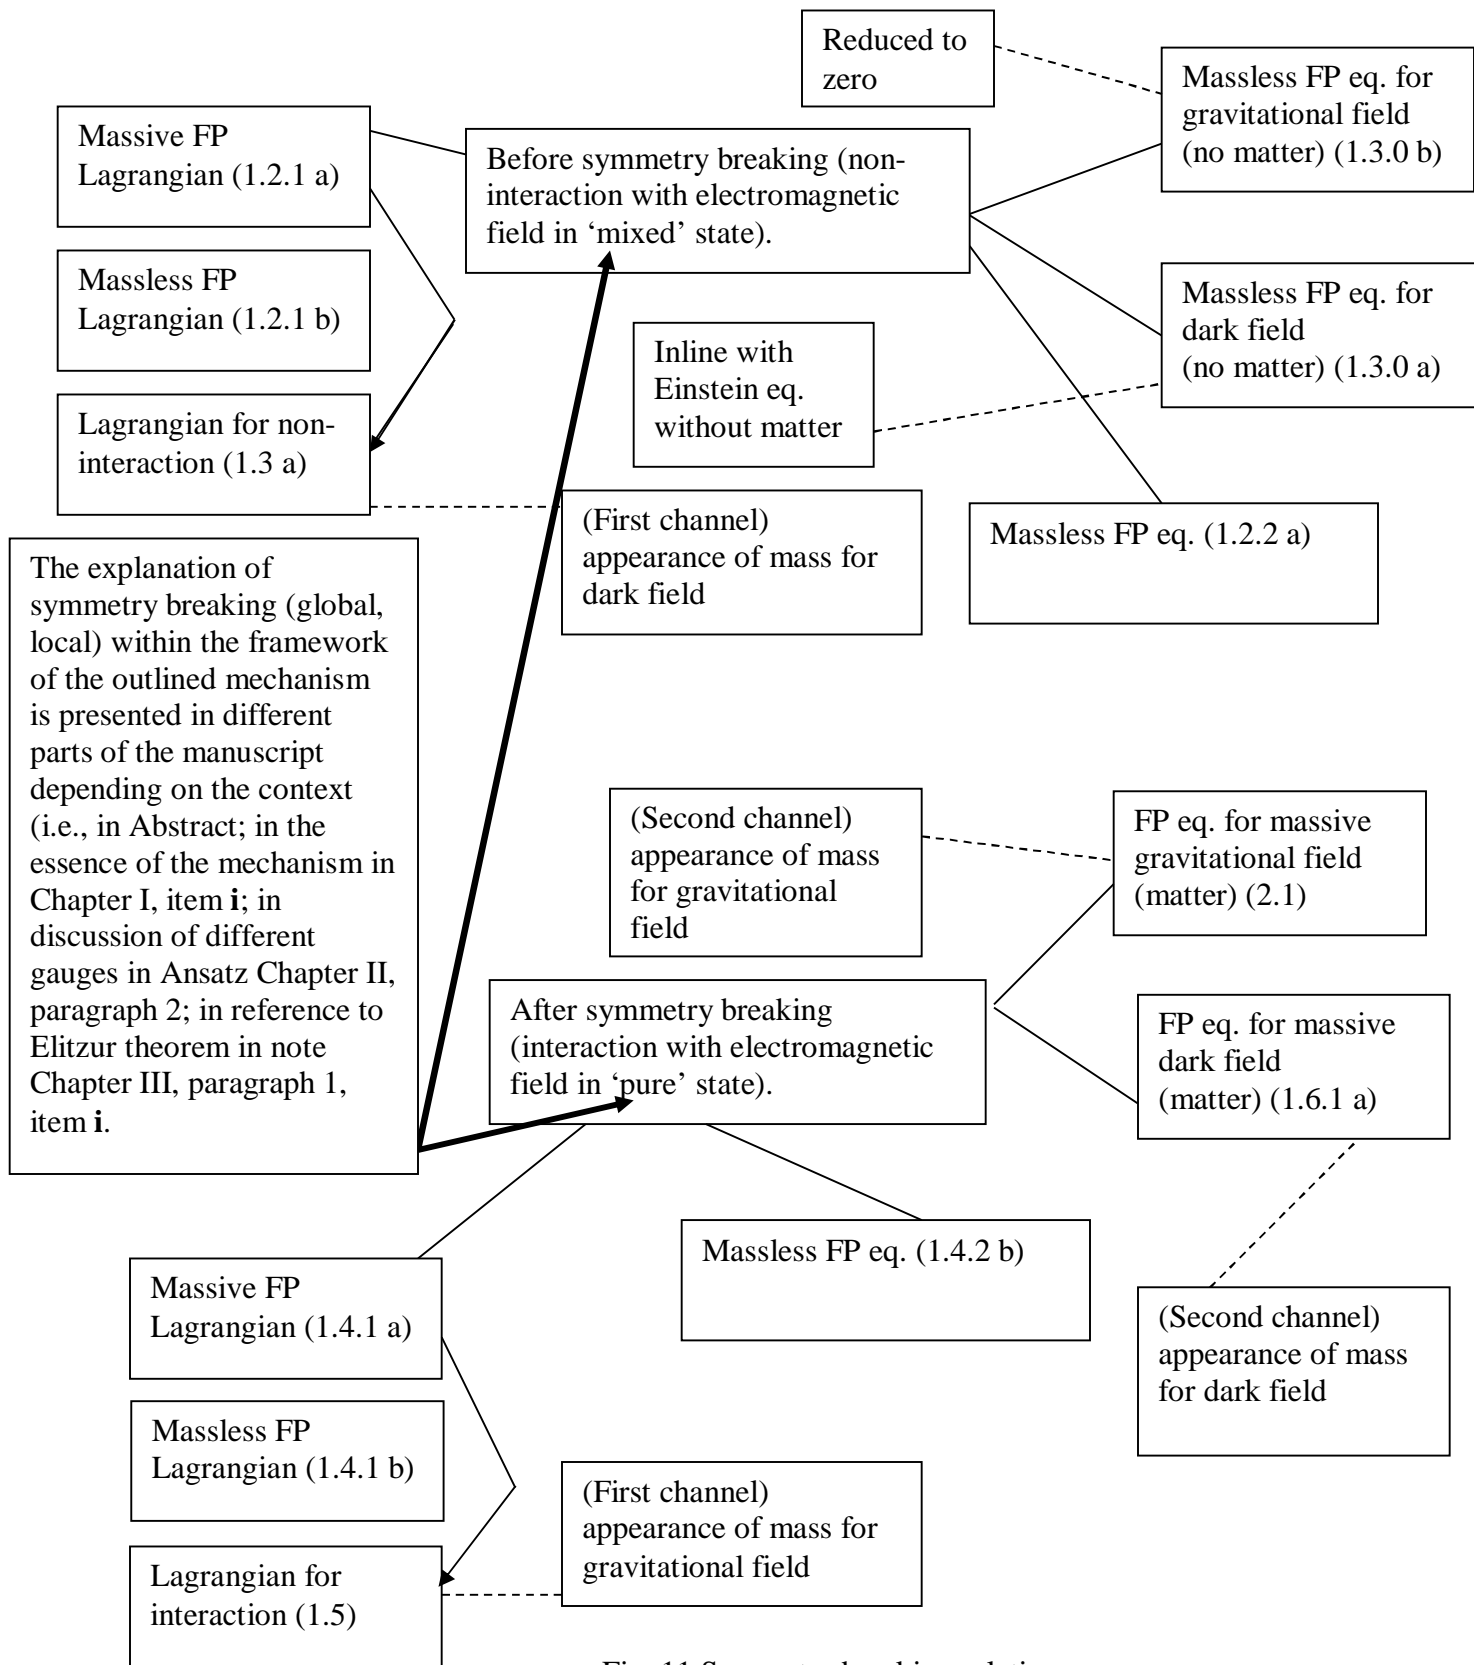 Reduced to
zero
Massless FP eq. for
gravitational field
(no matter) (1.3.0 b)
Massive FP
Lagrangian (1.2.1 a)
Before symmetry breaking (non-
interaction with electromagnetic
field in ‘mixed’ state).
Massless FP
Lagrangian (1.2.1 b)
Massless FP eq. for
dark field
(no matter) (1.3.0 a)
Inline with
Einstein eq.
without matter
Lagrangian for non-
interaction (1.3 a)
(First channel)
appearance of mass for
dark field
Massless FP eq. (1.2.2 a)
The explanation of
symmetry breaking (global,
local) within the framework
of the outlined mechanism
is presented in different
parts of the manuscript
depending on the context
(i.e., in Abstract; in the
essence of the mechanism in
Chapter I, item i; in
discussion of different
gauges in Ansatz Chapter II,
paragraph 2; in reference to
Elitzur theorem in note
Chapter III, paragraph 1,
item i.
(Second channel)
appearance of mass
for gravitational
field
FP eq. for massive
gravitational field
(matter) (2.1)
After symmetry breaking
(interaction with electromagnetic
field in ‘pure’ state).
FP eq. for massive
dark field
(matter) (1.6.1 a)
Massless FP eq. (1.4.2 b)
Massive FP
Lagrangian (1.4.1 a)
(Second channel)
appearance of mass
for dark field
Massless FP
Lagrangian (1.4.1 b)
(First channel)
appearance of mass for
gravitational field
Lagrangian for
interaction (1.5)